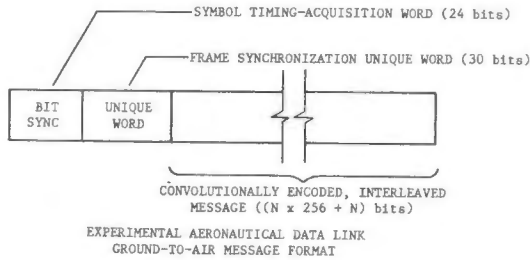 SYMBOL TIMING-ACQUISITION WORD (24 bits)
FRAME SYNCHRONIZATION UNIQUE WORD (30 bits)
BIT
SYNC
UNIQUE
WORD
CONVOLUTIONALLY ENCODED, INTERLEAVED
MESSAGE ((N x 256 + N) bits)
EXPERIMENTAL AERONAUTICAL DATA LINK
GROUND-TO-AIR MESSAGE FORMAT